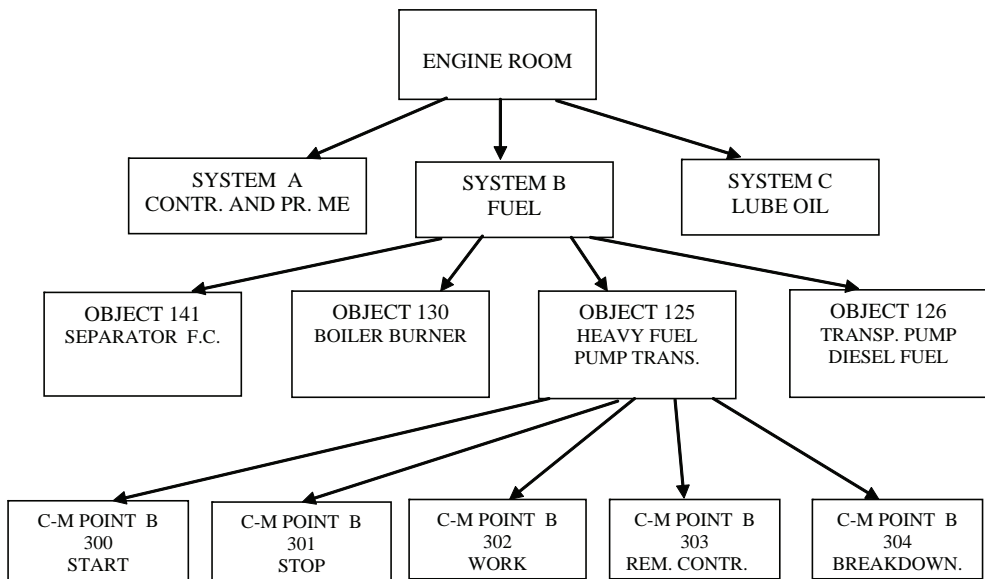 ENGINE ROOM
SYSTEM A
CONTR. AND PR. ME
SYSTEM B
FUEL
SYSTEM C
LUBE OIL
OBJECT 141
SEPARATOR F.C.
OBJECT 130
BOILER BURNER
OBJECT 125
HEAVY FUEL
PUMP TRANS.
OBJECT 126
TRANSP. PUMP
DIESEL FUEL
C-M POINT B
300
START
C-M POINT B
301
STOP
C-M POINT B
302
WORK
C-M POINT B
303
REM. CONTR.
C-M POINT B
304
BREAKDOWN.